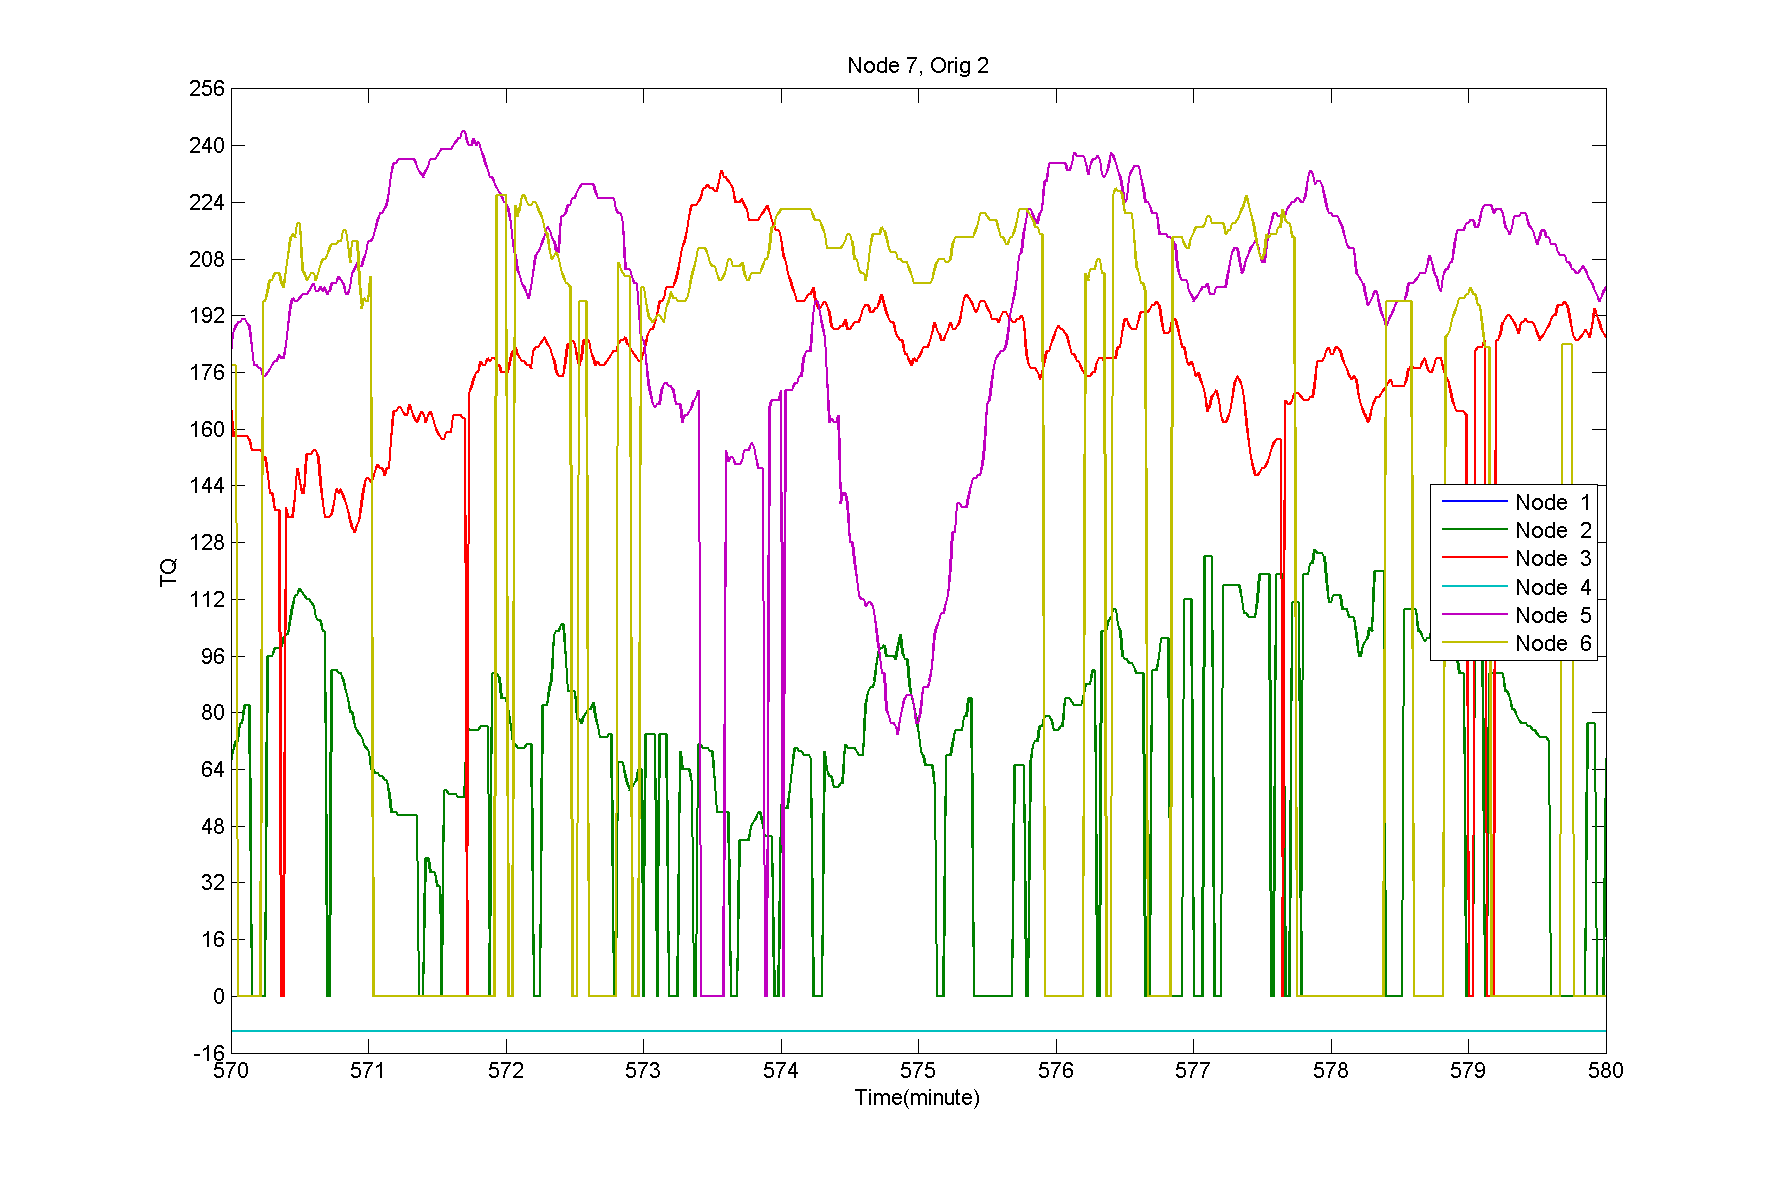 Node 7, Orig 2
256
240
224
208
192
176
160
144
128
112
96
80
64
48
32
16
0
-16
TQ
570 571 572 573 574 575 576 577 578 579 580
Time(minute)
Node 1
Node 2
Node 3
Node 4
Node 5
Node 6